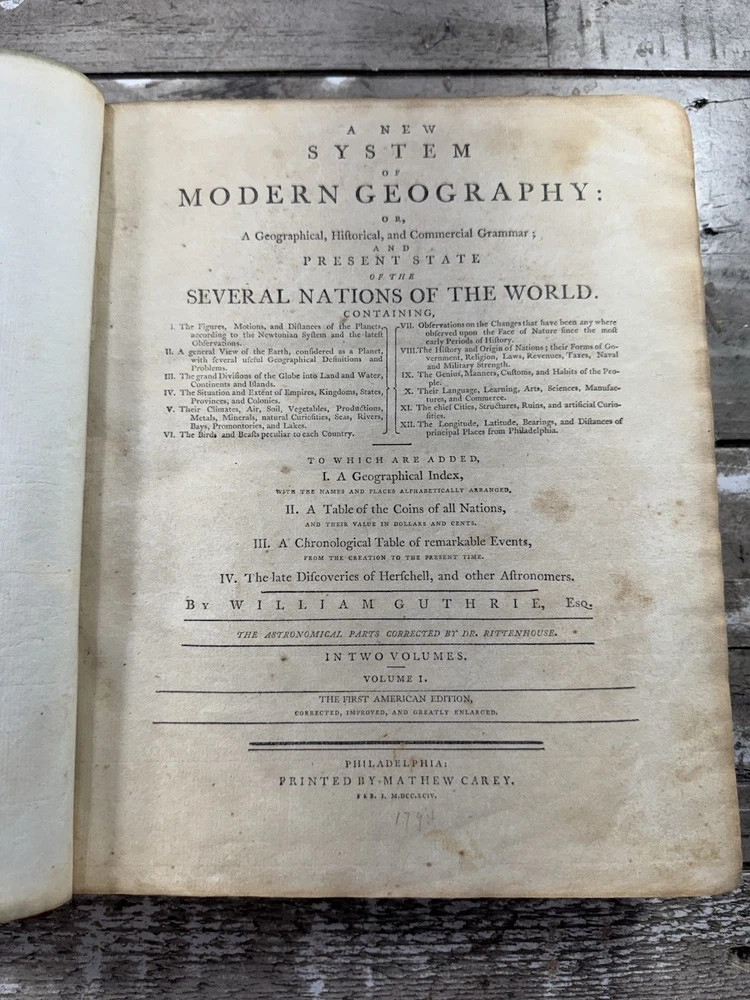 A NEW
SYSTEM
OF
MODERN GEOGRAPHY:
OR,
A Geographical, Hiſtorical, and Commercial Grammar;
AND
PRESENT STATE
OF THE
SEVERAL NATIONS OF THE WORLD.
CONTAINING,
I. The Figures, Motions, and Diſtances of the Planets,
according to the Newtonian Syſtem and the lateſt
Obſervations.
II. A general View of the Earth, conſidered as a Planet,
with ſeveral uſeful Geographical Definitions and
Problems.
III. The grand Diviſions of the Globe into Land and Water,
Continents and Iſlands.
IV. The Situation and Extent of Empires, Kingdoms, States,
Provinces, and Colonies.
V. Their Climates, Air, Soil, Vegetables, Productions,
Metals, Minerals, natural Curioſities, Seas, Rivers,
Bays, Promontories, and Lakes.
VI. The Birds and Beaſts peculiar to each Country.
VII. Obſervations on the Changes that have been any where
obſerved upon the Face of Nature ſince the moſt
early Periods of Hiſtory.
VIII. The Hiſtory and Origin of Nations; their Forms of Go-
vernment, Religion, Laws, Revenues, Taxes, Naval
and Military Strength.
IX. The Genius, Manners, Cuſtoms, and Habits of the Peo-
ple.
X. Their Language, Learning, Arts, Sciences, Manufac-
tures, and Commerce.
XI. The chief Cities, Structures, Ruins, and artificial Curio-
ſities.
XII. The Longitude, Latitude, Bearings, and Diſtances of
principal Places from Philadelphia.
TO WHICH ARE ADDED,
I. A Geographical Index,
WITH THE NAMES AND PLACES ALPHABETICALLY ARRANGED.
II. A Table of the Coins of all Nations,
AND THEIR VALUE IN DOLLARS AND CENTS.
III. A Chronological Table of remarkable Events,
FROM THE CREATION TO THE PRESENT TIME.
IV. The late Diſcoveries of Herſchell, and other Aſtronomers.
BY WILLIAM GUTHRIE, ESQ.
THE ASTRONOMICAL PARTS CORRECTED BY DR. RITTENHOUSE.
IN TWO VOLUMES.
VOLUME I.
THE FIRST AMERICAN EDITION,
CORRECTED, IMPROVED, AND GREATLY ENLARGED.
PHILADELPHIA:
PRINTED BY MATHEW CAREY.
FEB. I. M.DCC.XCIV.
1794